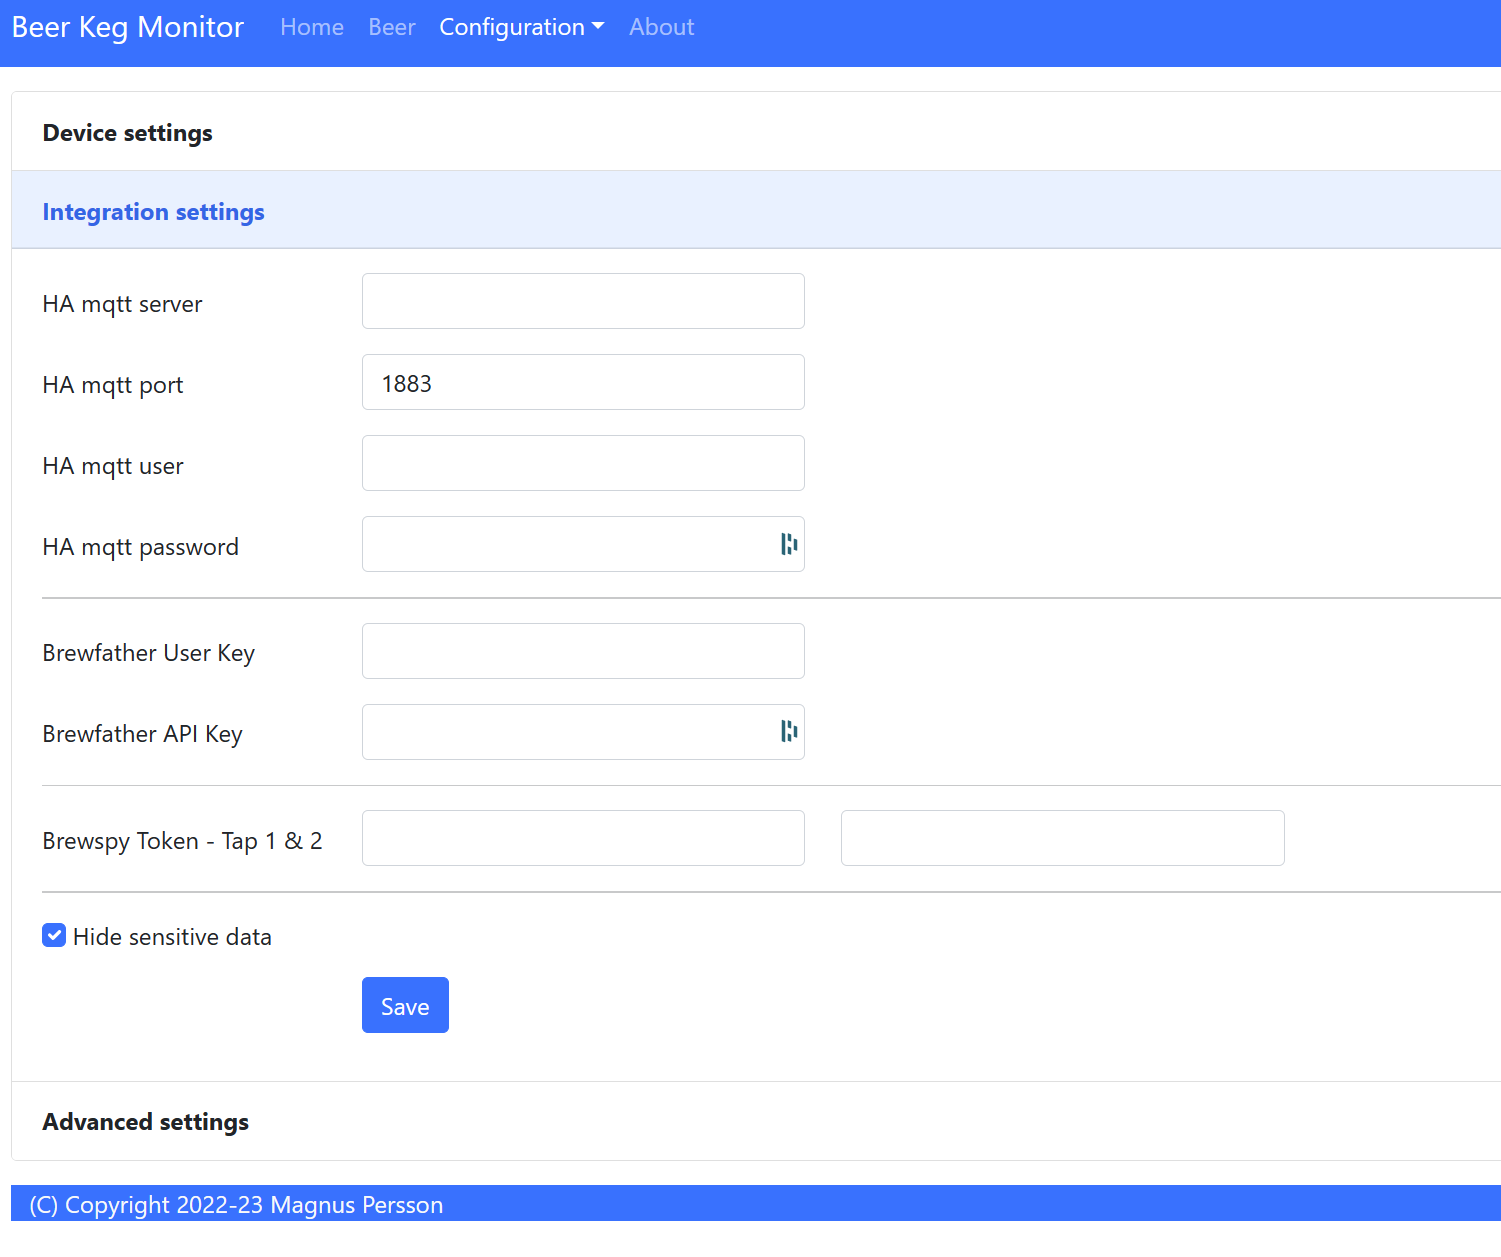 Beer Keg Monitor Home Beer Configuration About
Device settings
Integration settings
HA mqtt server
HA mqtt port 1883
HA mqtt user
HA mqtt password
Brewfather User Key
Brewfather API Key
Brewspy Token - Tap 1 & 2
Hide sensitive data
Save
Advanced settings
(C) Copyright 2022-23 Magnus Persson